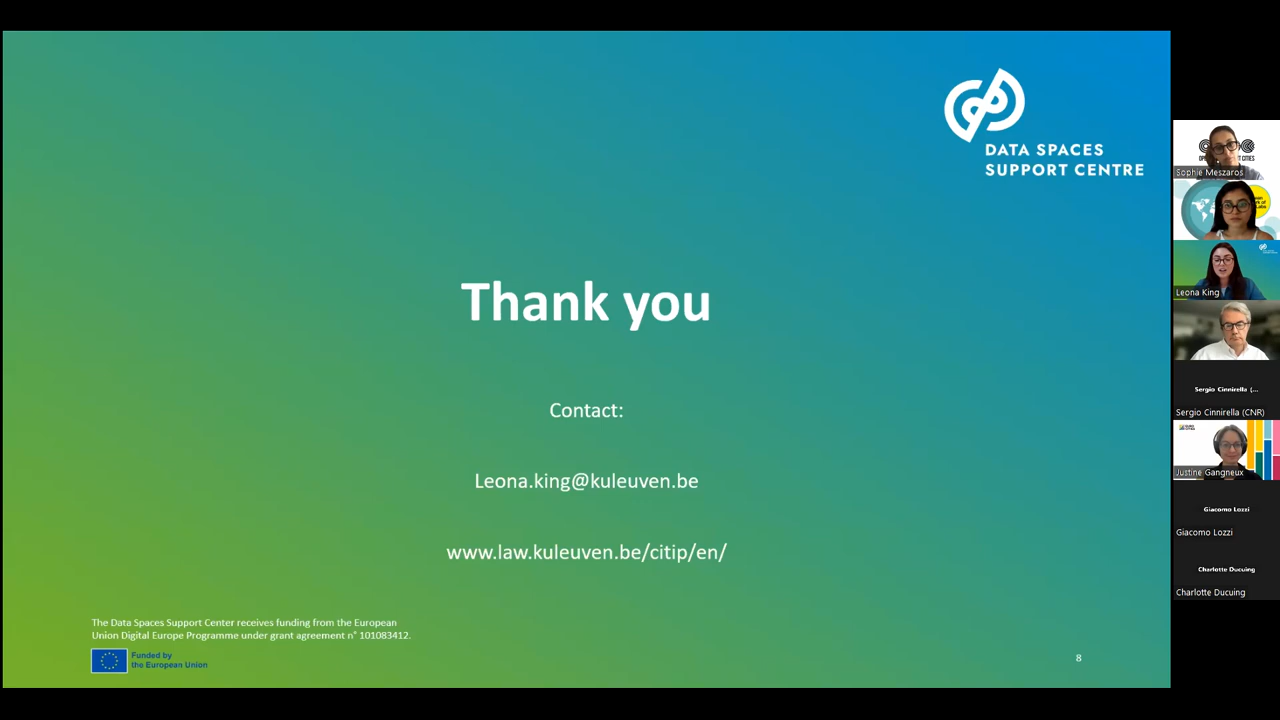 DATA SPACES
SUPPORT CENTRE
Thank you
Contact:
Leona.king@kuleuven.be
www.law.kuleuven.be/citip/en/
The Data Spaces Support Center receives funding from the European
Union Digital Europe Programme under grant agreement n° 101083412.
Funded by
the European Union
8
Sophie Meszaros
Leona King
Sergio Cinnirella (...
Sergio Cinnirella (CNR)
Justine Gangneux
Giacomo Lozzi
Giacomo Lozzi
Charlotte Ducuing
Charlotte Ducuing